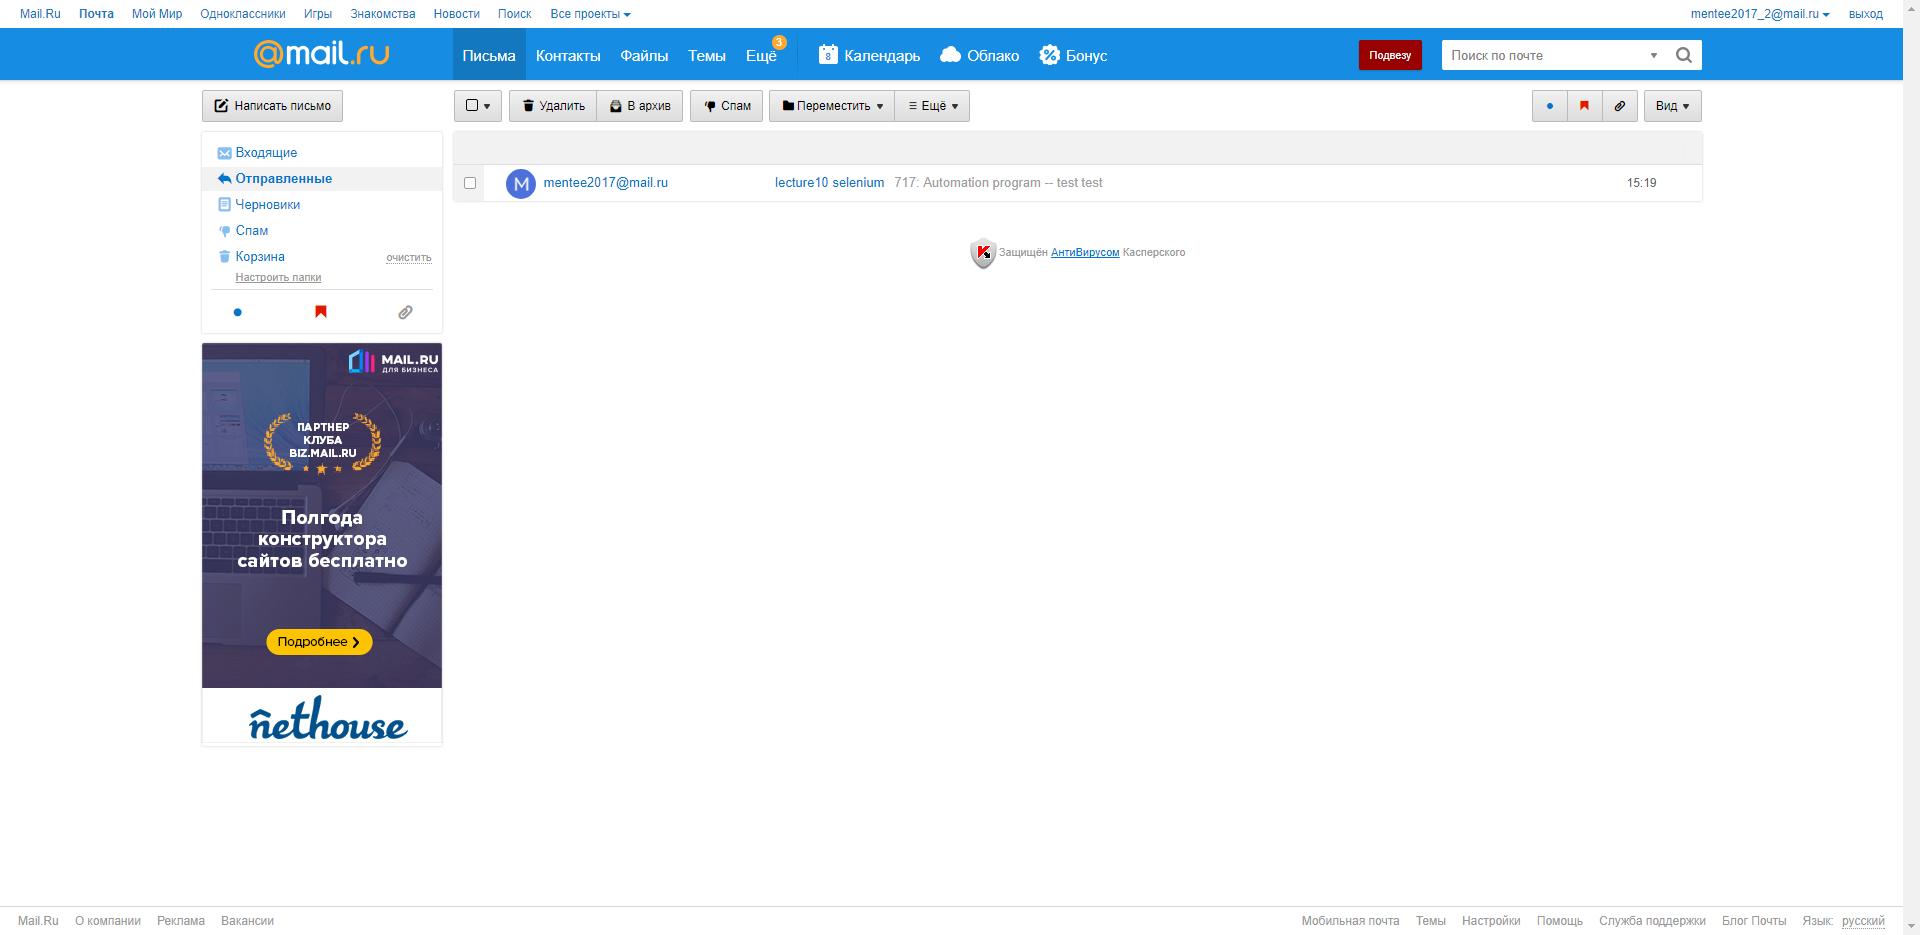 Mail.Ru Почта Мой Мир Одноклассники Игры Знакомства Новости Поиск Все проекты mentee2017_2@mail.ru выход
@mail.ru Письма Контакты Файлы Темы Ещё 3 8 Календарь Облако Бонус Подвезу Поиск по почте
Написать письмо Удалить В архив Спам Переместить Ещё Вид
Входящие
Отправленные
Черновики
Спам
Корзина очистить
Настроить папки
M mentee2017@mail.ru lecture10 selenium 717: Automation program -- test test 15:19
Защищён АнтиВирусом Касперского
MAIL.RU
ДЛЯ БИЗНЕСА
ПАРТНЕР
КЛУБА
BIZ.MAIL.RU
Полгода
конструктора
сайтов бесплатно
Подробнее
nethouse
Mail.Ru О компании Реклама Вакансии Мобильная почта Темы Настройки Помощь Служба поддержки Блог Почты Язык: русский